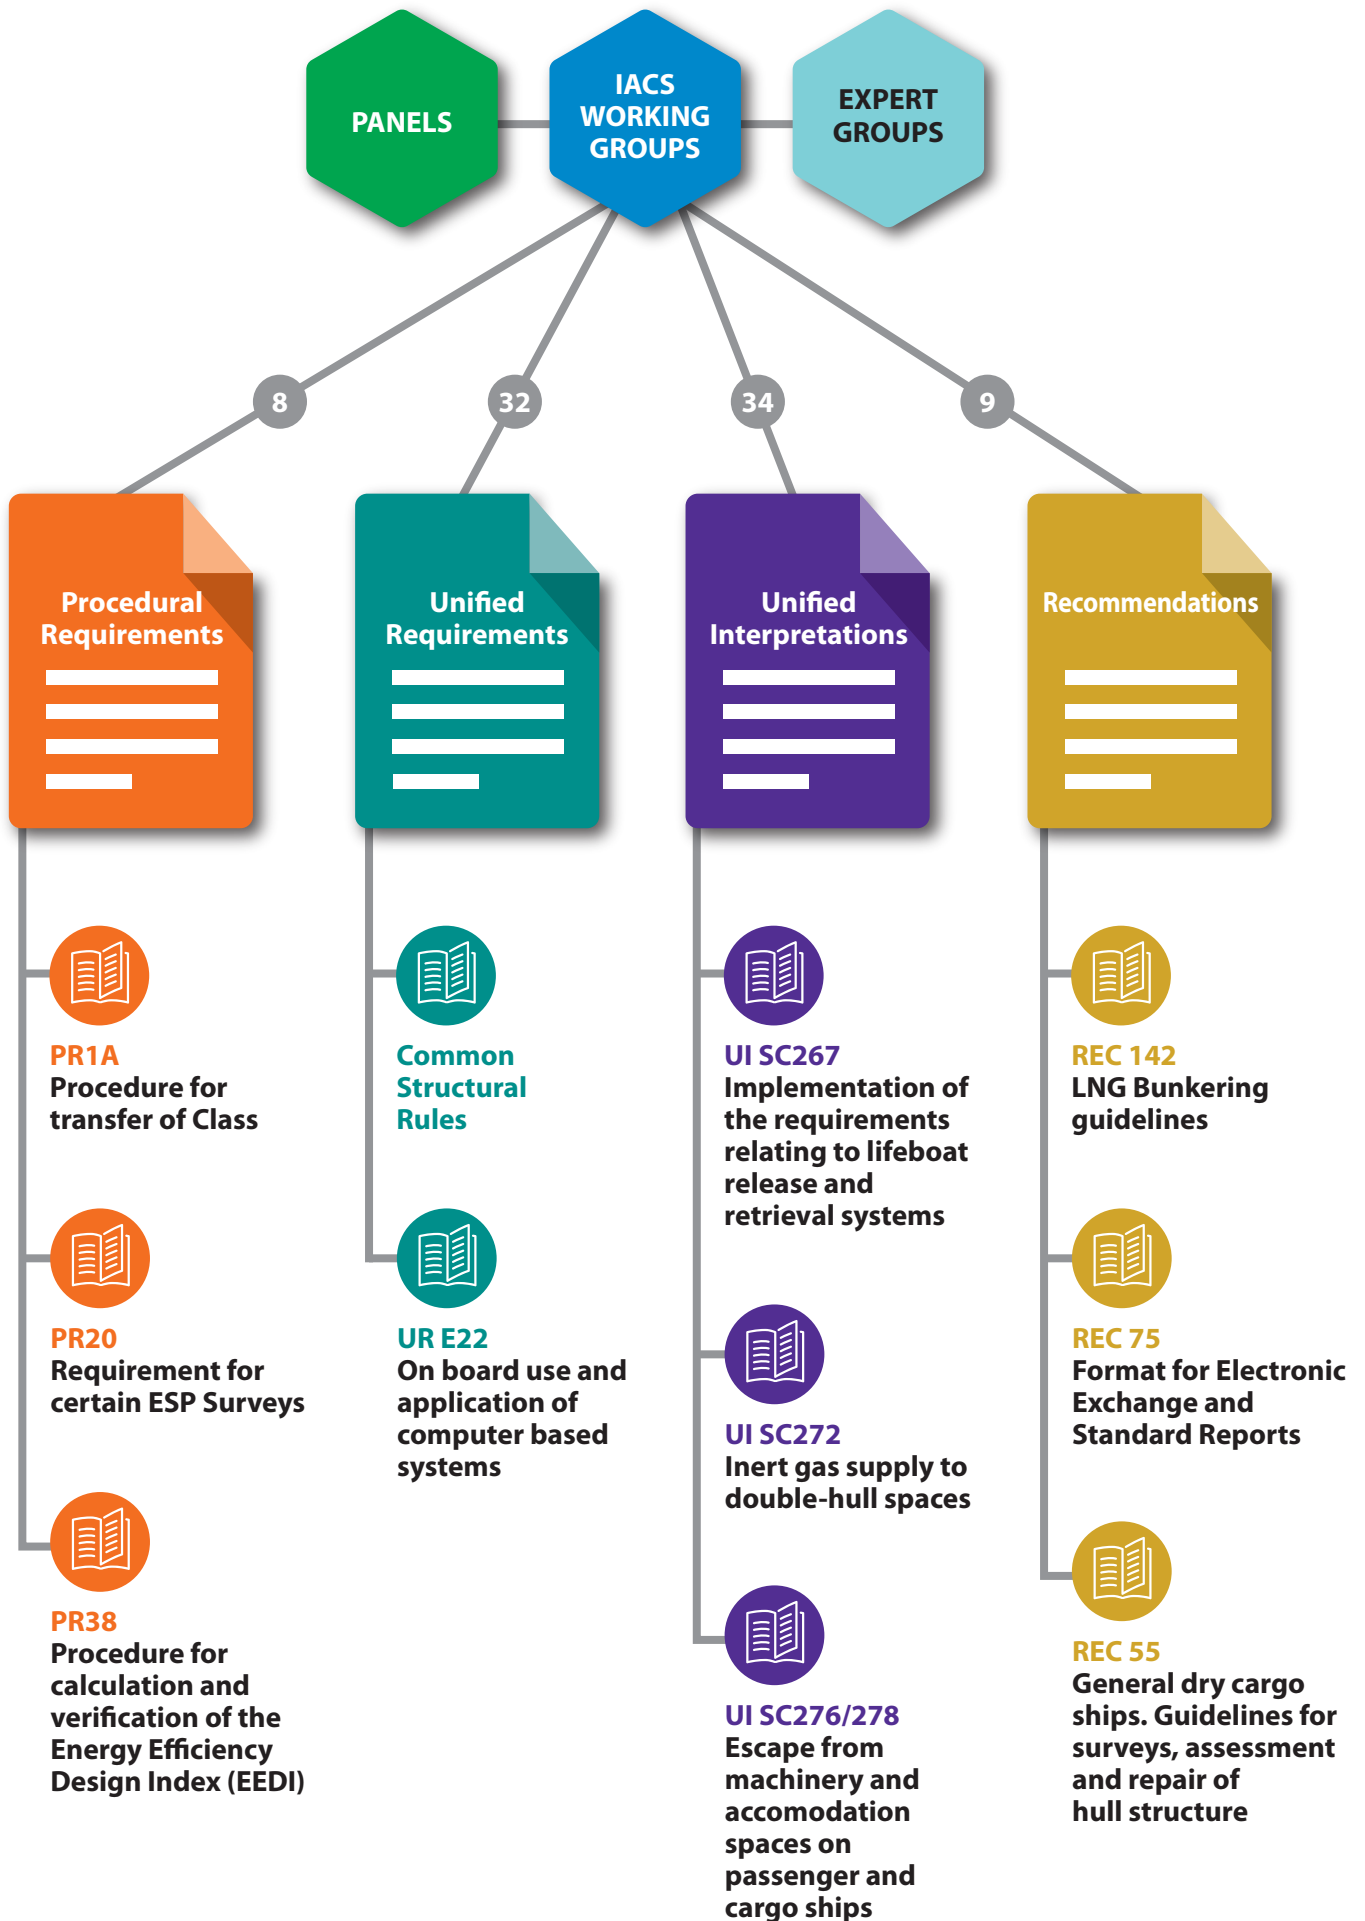 PANELS
IACS
WORKING
GROUPS
EXPERT
GROUPS
8
32
34
9
Procedural
Requirements
Unified
Requirements
Unified
Interpretations
Recommendations
PR1A
Procedure for
transfer of Class
PR20
Requirement for
certain ESP Surveys
PR38
Procedure for
calculation and
verification of the
Energy Efficiency
Design Index (EEDI)
Common
Structural
Rules
UR E22
On board use and
application of
computer based
systems
UI SC267
Implementation of
the requirements
relating to lifeboat
release and
retrieval systems
UI SC272
Inert gas supply to
double-hull spaces
UI SC276/278
Escape from
machinery and
accomodation
spaces on
passenger and
cargo ships
REC 142
LNG Bunkering
guidelines
REC 75
Format for Electronic
Exchange and
Standard Reports
REC 55
General dry cargo
ships. Guidelines for
surveys, assessment
and repair of
hull structure